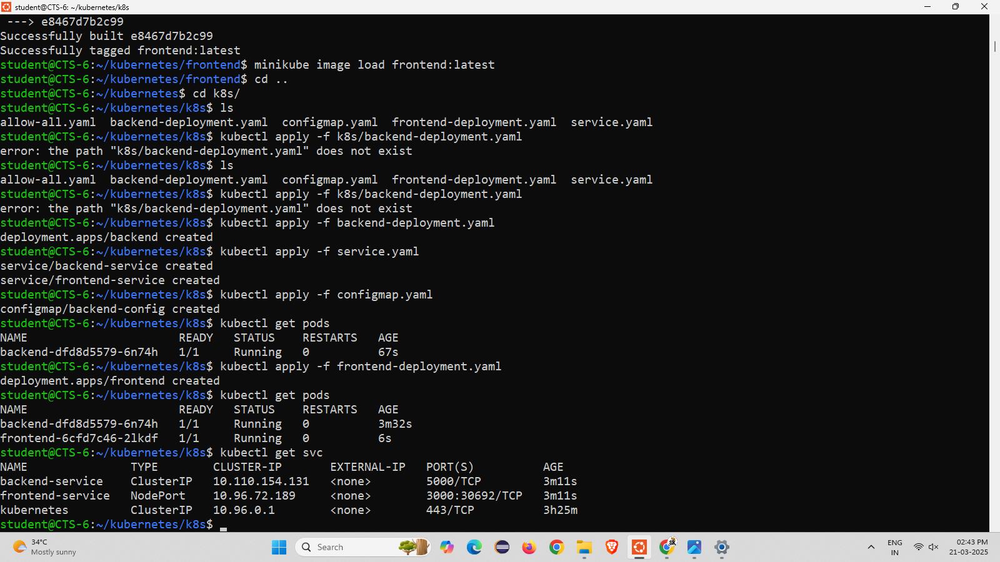 student@CTS-6: ~/kubernetes/k8s
 ---> e8467d7b2c99
Successfully built e8467d7b2c99
Successfully tagged frontend:latest
student@CTS-6:~/kubernetes/frontend$ minikube image load frontend:latest
student@CTS-6:~/kubernetes/frontend$ cd ..
student@CTS-6:~/kubernetes$ cd k8s/
student@CTS-6:~/kubernetes/k8s$ ls
allow-all.yaml  backend-deployment.yaml  configmap.yaml  frontend-deployment.yaml  service.yaml
student@CTS-6:~/kubernetes/k8s$ kubectl apply -f k8s/backend-deployment.yaml
error: the path "k8s/backend-deployment.yaml" does not exist
student@CTS-6:~/kubernetes/k8s$ ls
allow-all.yaml  backend-deployment.yaml  configmap.yaml  frontend-deployment.yaml  service.yaml
student@CTS-6:~/kubernetes/k8s$ kubectl apply -f k8s/backend-deployment.yaml
error: the path "k8s/backend-deployment.yaml" does not exist
student@CTS-6:~/kubernetes/k8s$ kubectl apply -f backend-deployment.yaml
deployment.apps/backend created
student@CTS-6:~/kubernetes/k8s$ kubectl apply -f service.yaml
service/backend-service created
service/frontend-service created
student@CTS-6:~/kubernetes/k8s$ kubectl apply -f configmap.yaml
configmap/backend-config created
student@CTS-6:~/kubernetes/k8s$ kubectl get pods
NAME                      READY   STATUS    RESTARTS   AGE
backend-dfd8d5579-6n74h   1/1     Running   0          67s
student@CTS-6:~/kubernetes/k8s$ kubectl apply -f frontend-deployment.yaml
deployment.apps/frontend created
student@CTS-6:~/kubernetes/k8s$ kubectl get pods
NAME                      READY   STATUS    RESTARTS   AGE
backend-dfd8d5579-6n74h   1/1     Running   0          3m32s
frontend-6cfd7c46-2lkdf   1/1     Running   0          6s
student@CTS-6:~/kubernetes/k8s$ kubectl get svc
NAME               TYPE        CLUSTER-IP       EXTERNAL-IP   PORT(S)          AGE
backend-service    ClusterIP   10.110.154.131   <none>        5000/TCP         3m11s
frontend-service   NodePort    10.96.72.189     <none>        3000:30692/TCP   3m11s
kubernetes         ClusterIP   10.96.0.1        <none>        443/TCP          3h25m
student@CTS-6:~/kubernetes/k8s$
34°C
Mostly sunny
Search
SK
ENG
IN
02:43 PM
21-03-2025